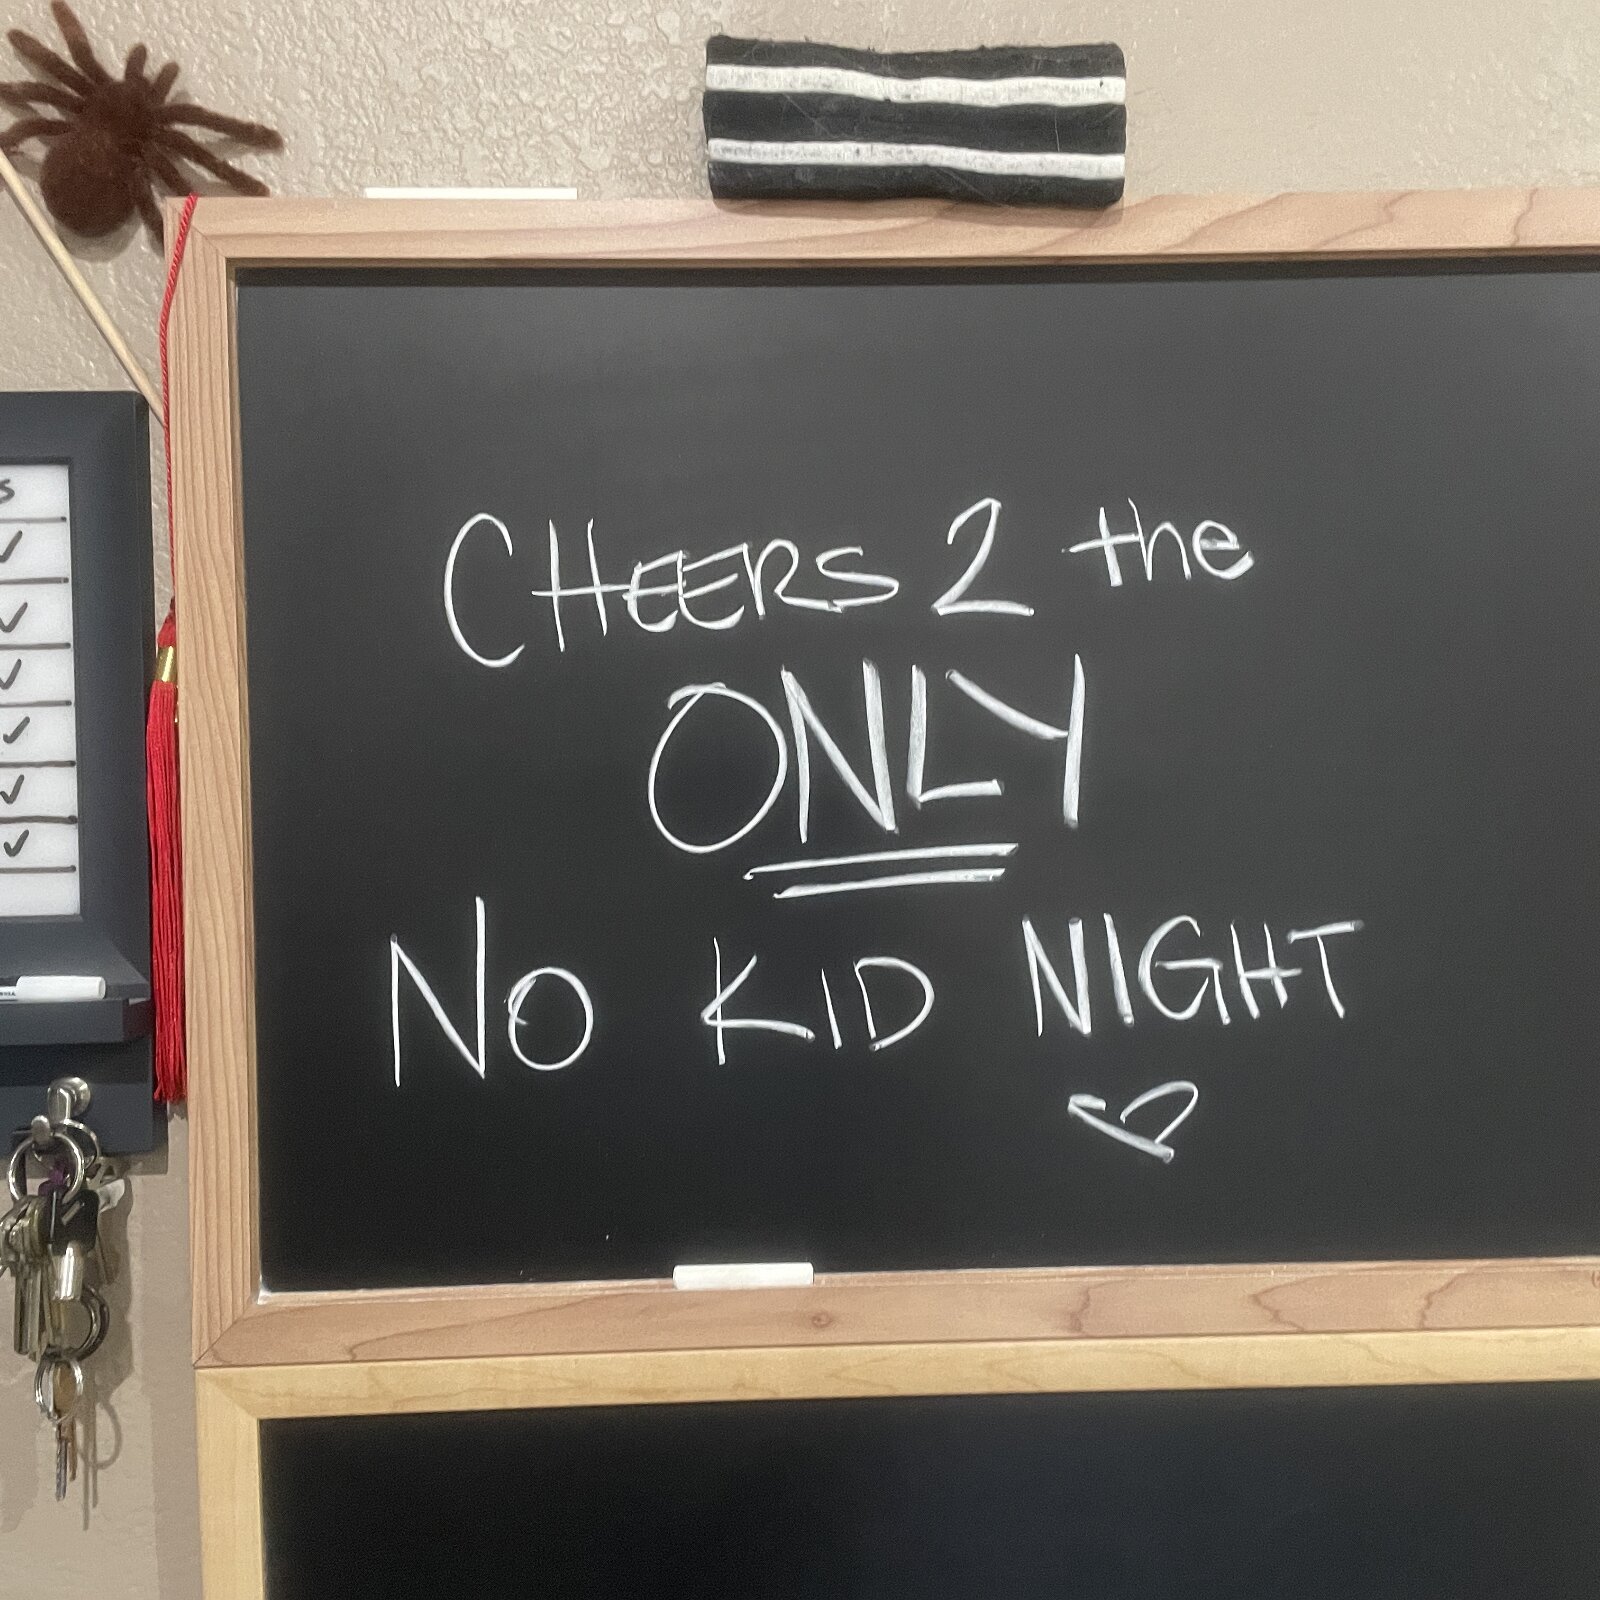 CHEERS 2 the
ONLY
NO KID NIGHT
s